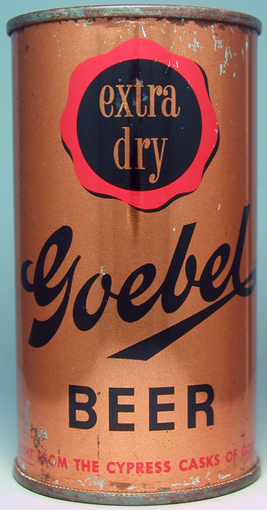 extra
dry
Goebel
BEER
FROM THE CYPRESS CASKS OF